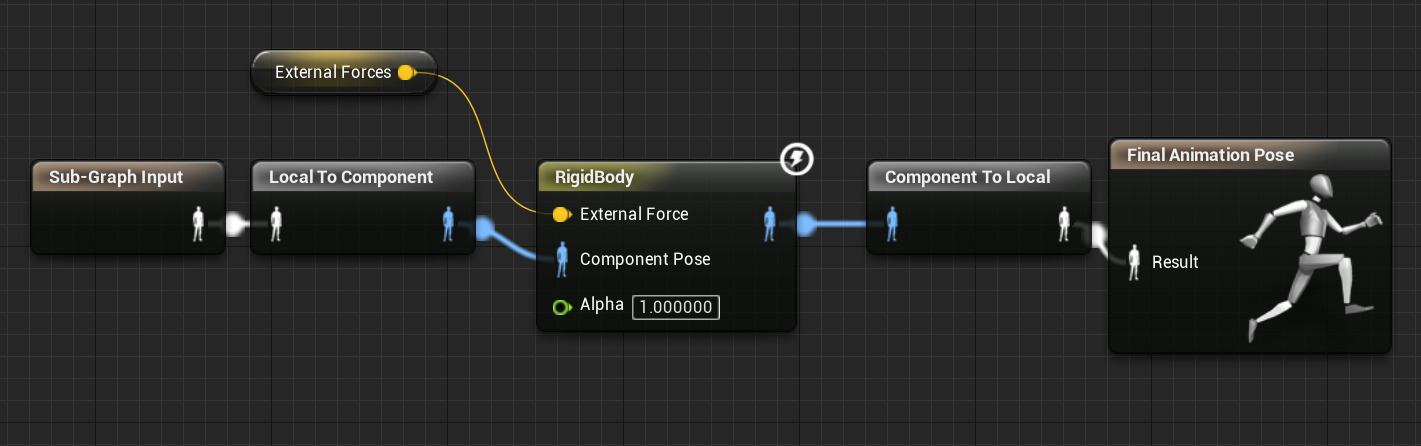 External Forces
Sub-Graph Input
Local To Component
RigidBody
External Force
Component Pose
Alpha 1.000000
Component To Local
Final Animation Pose
Result